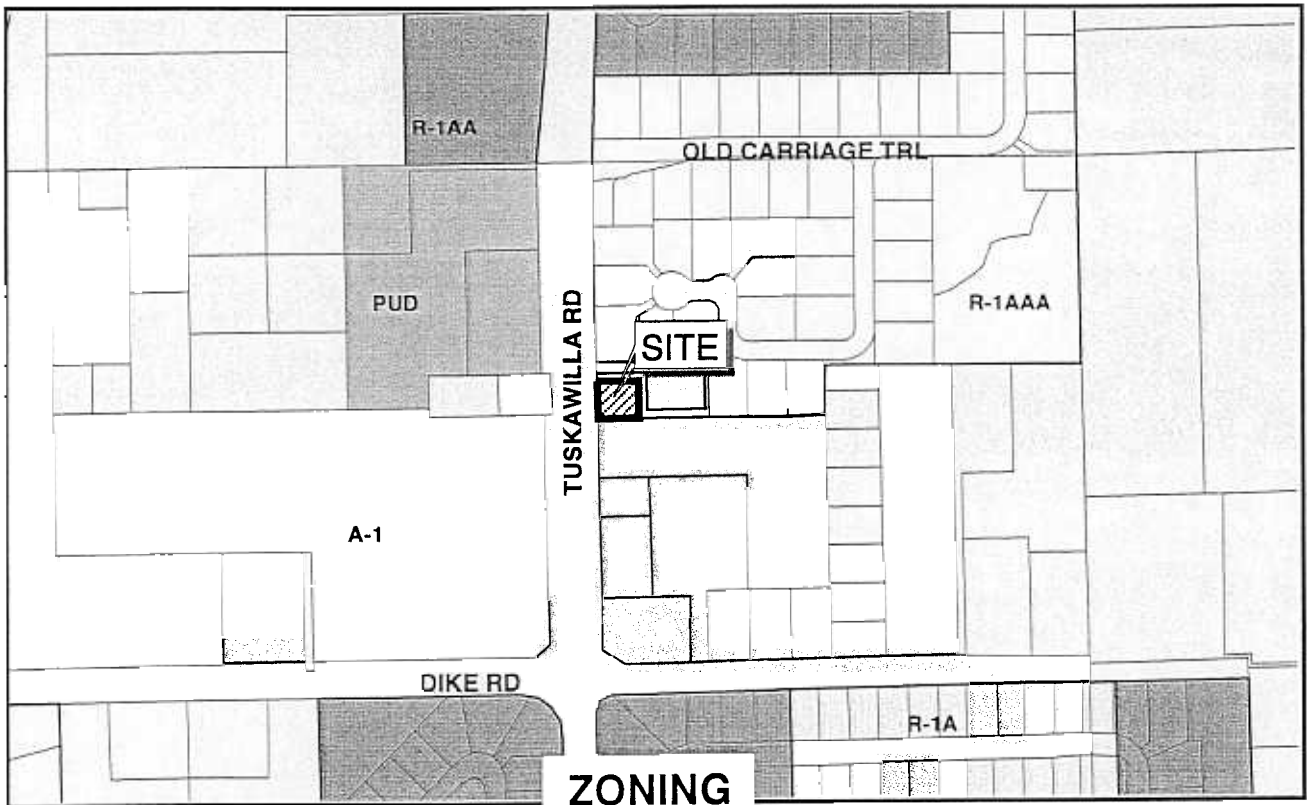 R-1AA
OLD CARRIAGE TRL
PUD
R-1AAA
TUSKAWILLA RD
SITE
A-1
DIKE RD
R-1A
ZONING